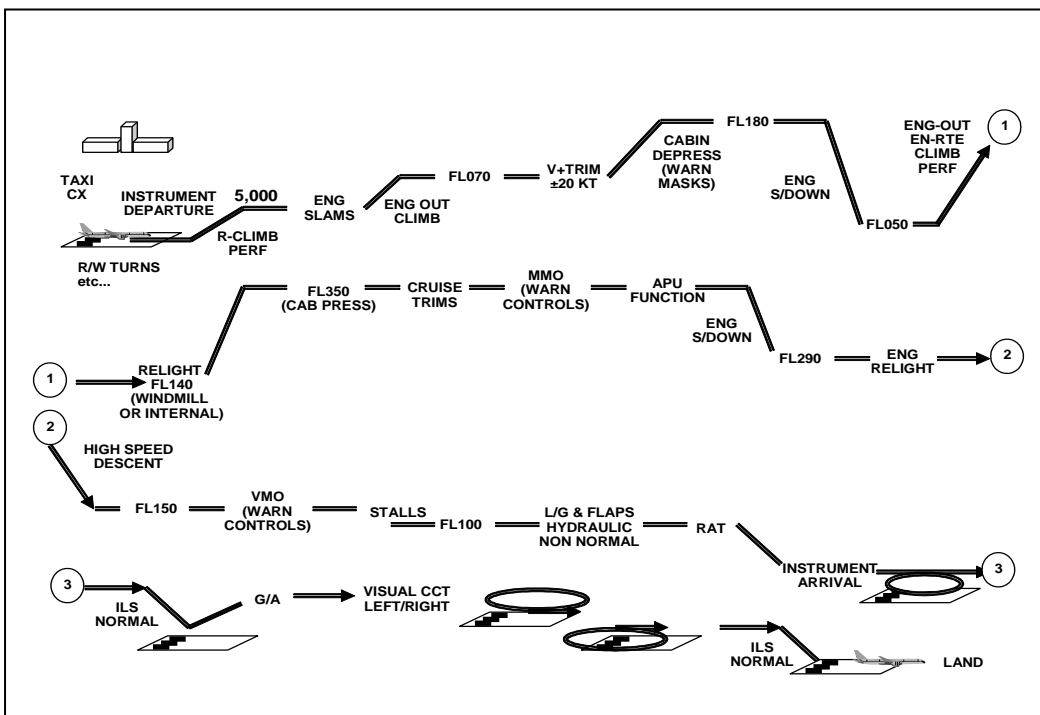 TAXI
CX
INSTRUMENT
DEPARTURE
5,000
R-CLIMB
PERF
R/W TURNS
etc...
ENG
SLAMS
ENG OUT
CLIMB
FL070
V+TRIM
±20 KT
CABIN
DEPRESS
(WARN
MASKS)
FL180
ENG
S/DOWN
FL050
ENG-OUT
EN-RTE
CLIMB
PERF
1
1
RELIGHT
FL140
(WINDMILL
OR INTERNAL)
FL350
(CAB PRESS)
CRUISE
TRIMS
MMO
(WARN
CONTROLS)
APU
FUNCTION
ENG
S/DOWN
FL290
ENG
RELIGHT
2
2
HIGH SPEED
DESCENT
FL150
VMO
(WARN
CONTROLS)
STALLS
FL100
L/G & FLAPS
HYDRAULIC
NON NORMAL
RAT
INSTRUMENT
ARRIVAL
3
3
ILS
NORMAL
G/A
VISUAL CCT
LEFT/RIGHT
ILS
NORMAL
LAND